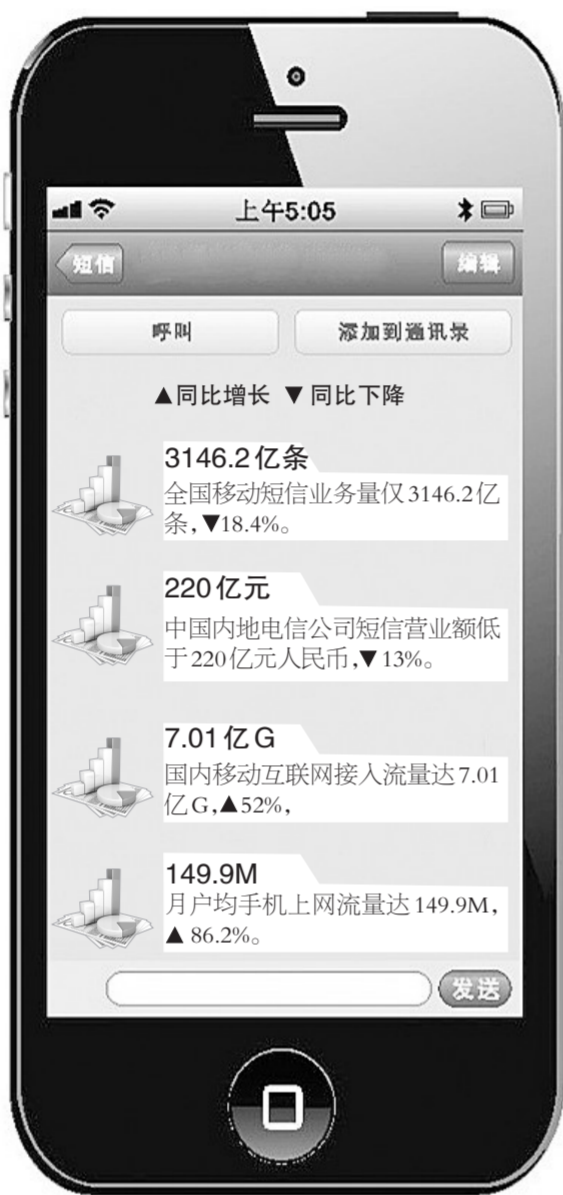 上午5:05
短信
编辑
呼叫
添加到通讯录
▲同比增长 ▼同比下降
3146.2亿条
全国移动短信业务量仅3146.2亿
条,▼18.4%。
220亿元
中国内地电信公司短信营业额低
于220亿元人民币,▼13%。
7.01亿G
国内移动互联网接入流量达7.01
亿G,▲52%,
149.9M
月户均手机上网流量达149.9M,
▲86.2%。
发送